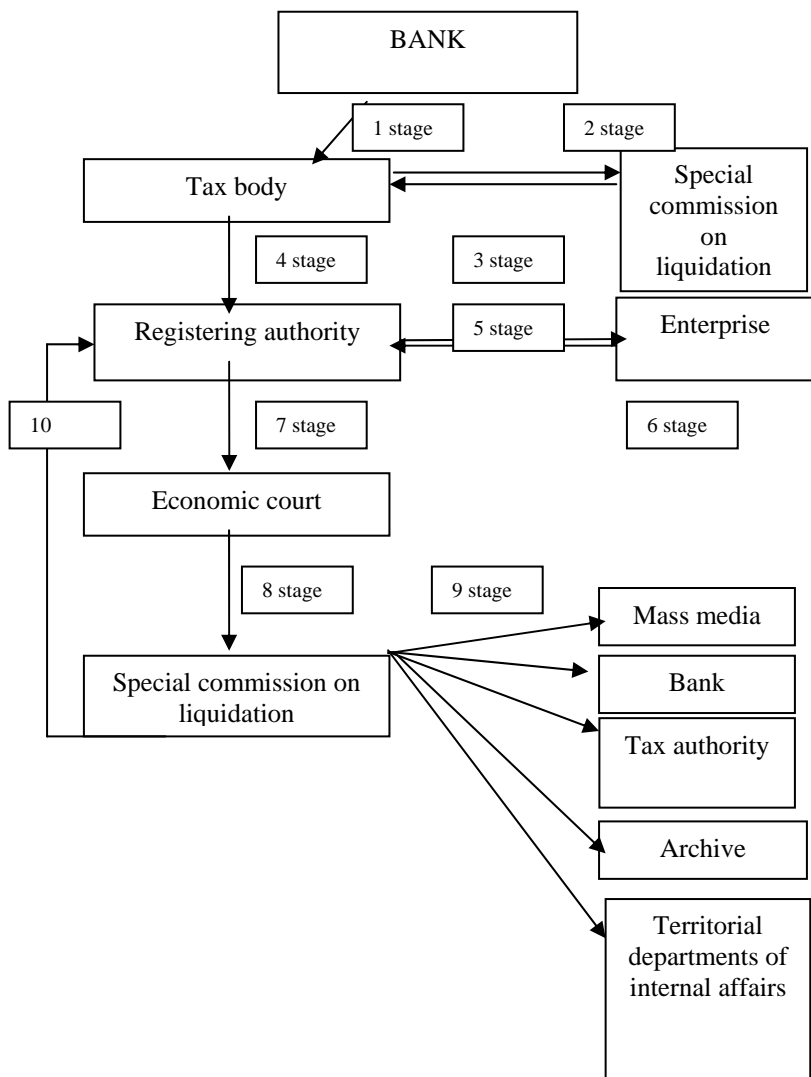 BANK
1 stage
2 stage
Tax body
Special
commission
on
liquidation
4 stage
3 stage
Registering authority
5 stage
Enterprise
10
7 stage
6 stage
Economic court
8 stage
9 stage
Mass media
Special commission on
liquidation
Bank
Tax authority
Archive
Territorial
departments of
internal affairs